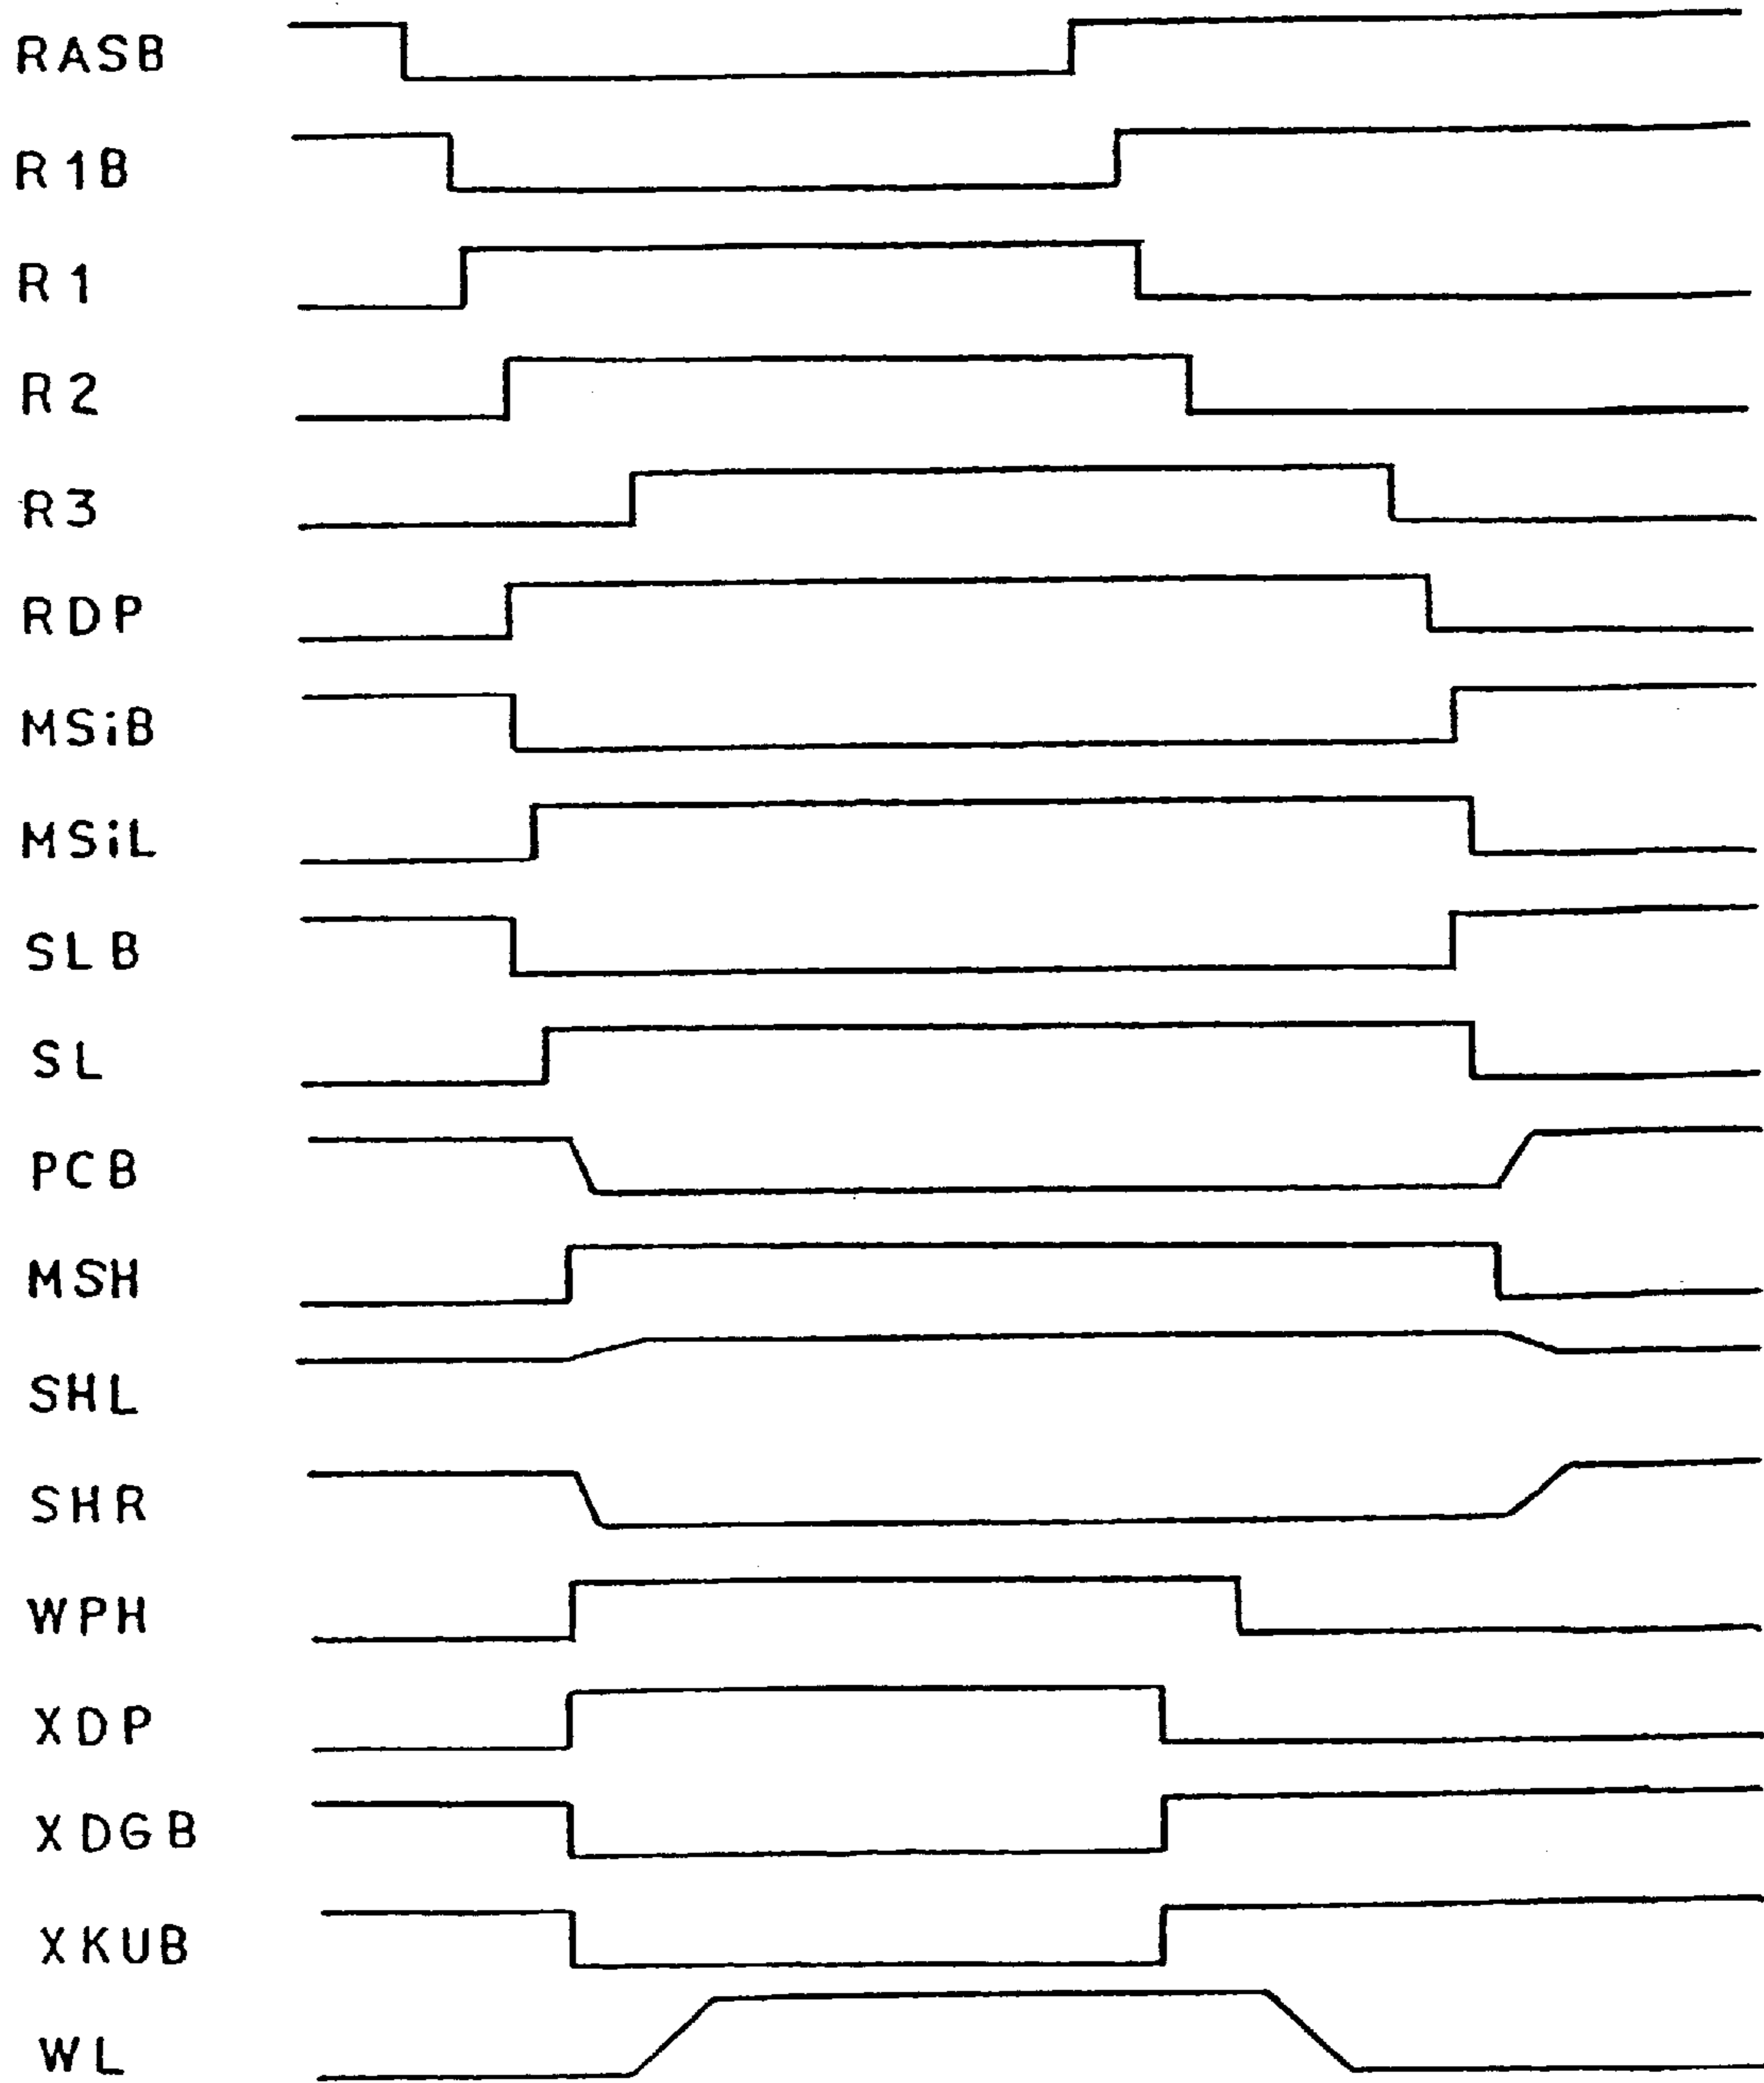 RASB
R1B
R1
R2
R3
RDP
MSiB
MSiL
SLB
SL
PCB
MSH
SHL
SHR
WPH
XDP
XDGB
XKUB
WL